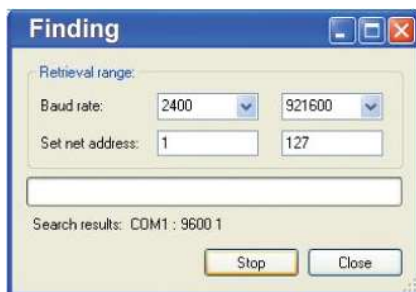 Finding
Retrieval range:
Baud rate: 2400 921600
Set net address: 1 127
Search results: COM1 : 9600 1
Stop Close